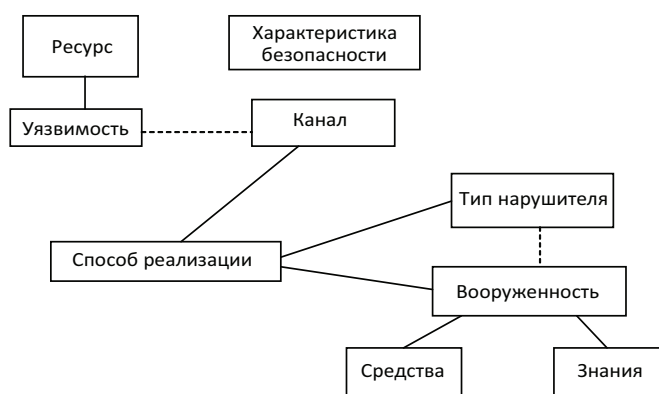 Ресурс
Характеристика
безопасности
Уязвимость
Канал
Тип нарушителя
Способ реализации
Вооруженность
Средства
Знания